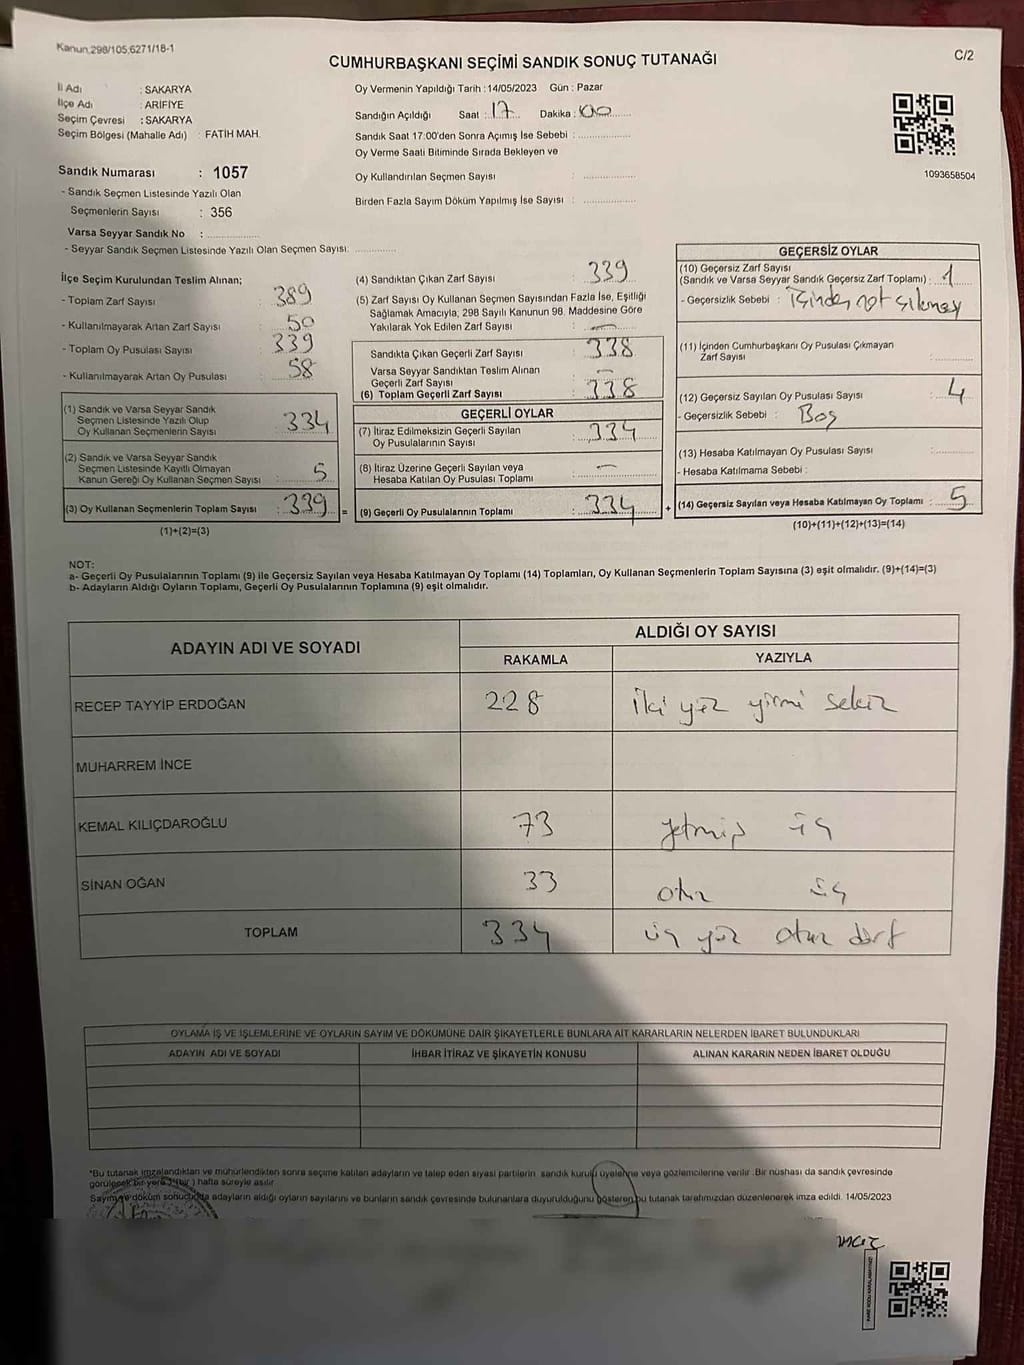 Kanun,298/105;6271/18-1
C/2
CUMHURBAŞKANI SEÇİMİ SANDIK SONUÇ TUTANAĞI
İl Adı : SAKARYA
İlçe Adı : ARİFİYE
Seçim Çevresi : SAKARYA
Seçim Bölgesi (Mahalle Adı) : FATİH MAH.
Oy Vermenin Yapıldığı Tarih :14/05/2023 Gün : Pazar
Sandığın Açıldığı Saat : 17 Dakika : 00
Sandık Saat 17:00'den Sonra Açımış İse Sebebi :
Oy Verme Saati Bitiminde Sırada Bekleyen ve
Oy Kullandırılan Seçmen Sayısı :
Birden Fazla Sayım Döküm Yapılmış İse Sayısı :
1093658504
Sandık Numarası : 1057
- Sandık Seçmen Listesinde Yazılı Olan
Seçmenlerin Sayısı : 356
Varsa Seyyar Sandık No :
- Seyyar Sandık Seçmen Listesinde Yazılı Olan Seçmen Sayısı:
İlçe Seçim Kurulundan Teslim Alınan;
- Toplam Zarf Sayısı : 389
- Kullanılmayarak Artan Zarf Sayısı : 50
- Toplam Oy Pusulası Sayısı : 339
- Kullanılmayarak Artan Oy Pusulası : 58
(1) Sandık ve Varsa Seyyar Sandık
Seçmen Listesinde Yazılı Olup
Oy Kullanan Seçmenlerin Sayısı : 334
(2) Sandık ve Varsa Seyyar Sandık
Seçmen Listesinde Kayıtlı Olmayan
Kanun Gereği Oy Kullanan Seçmen Sayısı : 5
(3) Oy Kullanan Seçmenlerin Toplam Sayısı : 339 =
(1)+(2)=(3)
(4) Sandıktan Çıkan Zarf Sayısı : 339
(5) Zarf Sayısı Oy Kullanan Seçmen Sayısından Fazla İse, Eşitliği
Sağlamak Amacıyla; 298 Sayılı Kanunun 98. Maddesine Göre
Yakılarak Yok Edilen Zarf Sayısı : —
Sandıkta Çıkan Geçerli Zarf Sayısı : 338
Varsa Seyyar Sandıktan Teslim Alınan
Geçerli Zarf Sayısı : —
(6) Toplam Geçerli Zarf Sayısı : 338
GEÇERLİ OYLAR
(7) İtiraz Edilmeksizin Geçerli Sayılan
Oy Pusulalarının Sayısı : 334
(8) İtiraz Üzerine Geçerli Sayılan veya
Hesaba Katılan Oy Pusulası Toplamı : —
(9) Geçerli Oy Pusulalarının Toplamı : 334 +
GEÇERSİZ OYLAR
(10) Geçersiz Zarf Sayısı
(Sandık ve Varsa Seyyar Sandık Geçersiz Zarf Toplamı) : 1
- Geçersizlik Sebebi : İçinden not çıkması
(11) İçinden Cumhurbaşkanı Oy Pusulası Çıkmayan
Zarf Sayısı :
(12) Geçersiz Sayılan Oy Pusulası Sayısı : 4
- Geçersizlik Sebebi : Boş
(13) Hesaba Katılmayan Oy Pusulası Sayısı :
- Hesaba Katılmama Sebebi :
(14) Geçersiz Sayılan veya Hesaba Katılmayan Oy Toplamı : 5
(10)+(11)+(12)+(13)=(14)
NOT:
a- Geçerli Oy Pusulalarının Toplamı (9) ile Geçersiz Sayılan veya Hesaba Katılmayan Oy Toplamı (14) Toplamları, Oy Kullanan Seçmenlerin Toplam Sayısına (3) eşit olmalıdır. (9)+(14)=(3)
b- Adayların Aldığı Oyların Toplamı, Geçerli Oy Pusulalarının Toplamına (9) eşit olmalıdır.
ADAYIN ADI VE SOYADI
ALDIĞI OY SAYISI
RAKAMLA YAZIYLA
RECEP TAYYİP ERDOĞAN 228 iki yüz yirmi sekiz
MUHARREM İNCE
KEMAL KILIÇDAROĞLU 73 yetmiş üç
SİNAN OĞAN 33 otuz üç
TOPLAM 334 üç yüz otuz dört
OYLAMA İŞ VE İŞLEMLERİNE VE OYLARIN SAYIM VE DÖKÜMÜNE DAİR ŞİKAYETLERLE BUNLARA AİT KARARLARIN NELERDEN İBARET BULUNDUKLARI
ADAYIN ADI VE SOYADI İHBAR İTİRAZ VE ŞİKAYETİN KONUSU ALINAN KARARIN NEDEN İBARET OLDUĞU
*Bu tutanak imzalandıktan ve mühürlendikten sonra seçime katılan adayların ve talep eden siyasi partilerin sandık kurulu üyelerine veya gözlemcilerine verilir. Bir nüshası da sandık çevresinde
görülecek bir yere 1 (bir) hafta süreyle asılır.
Sayım ve döküm sonucunda adayların aldığı oyların sayılarını ve bunların sandık çevresinde bulunanlara duyurulduğunu gösteren bu tutanak tarafımızdan düzenlenerek imza edildi. 14/05/2023